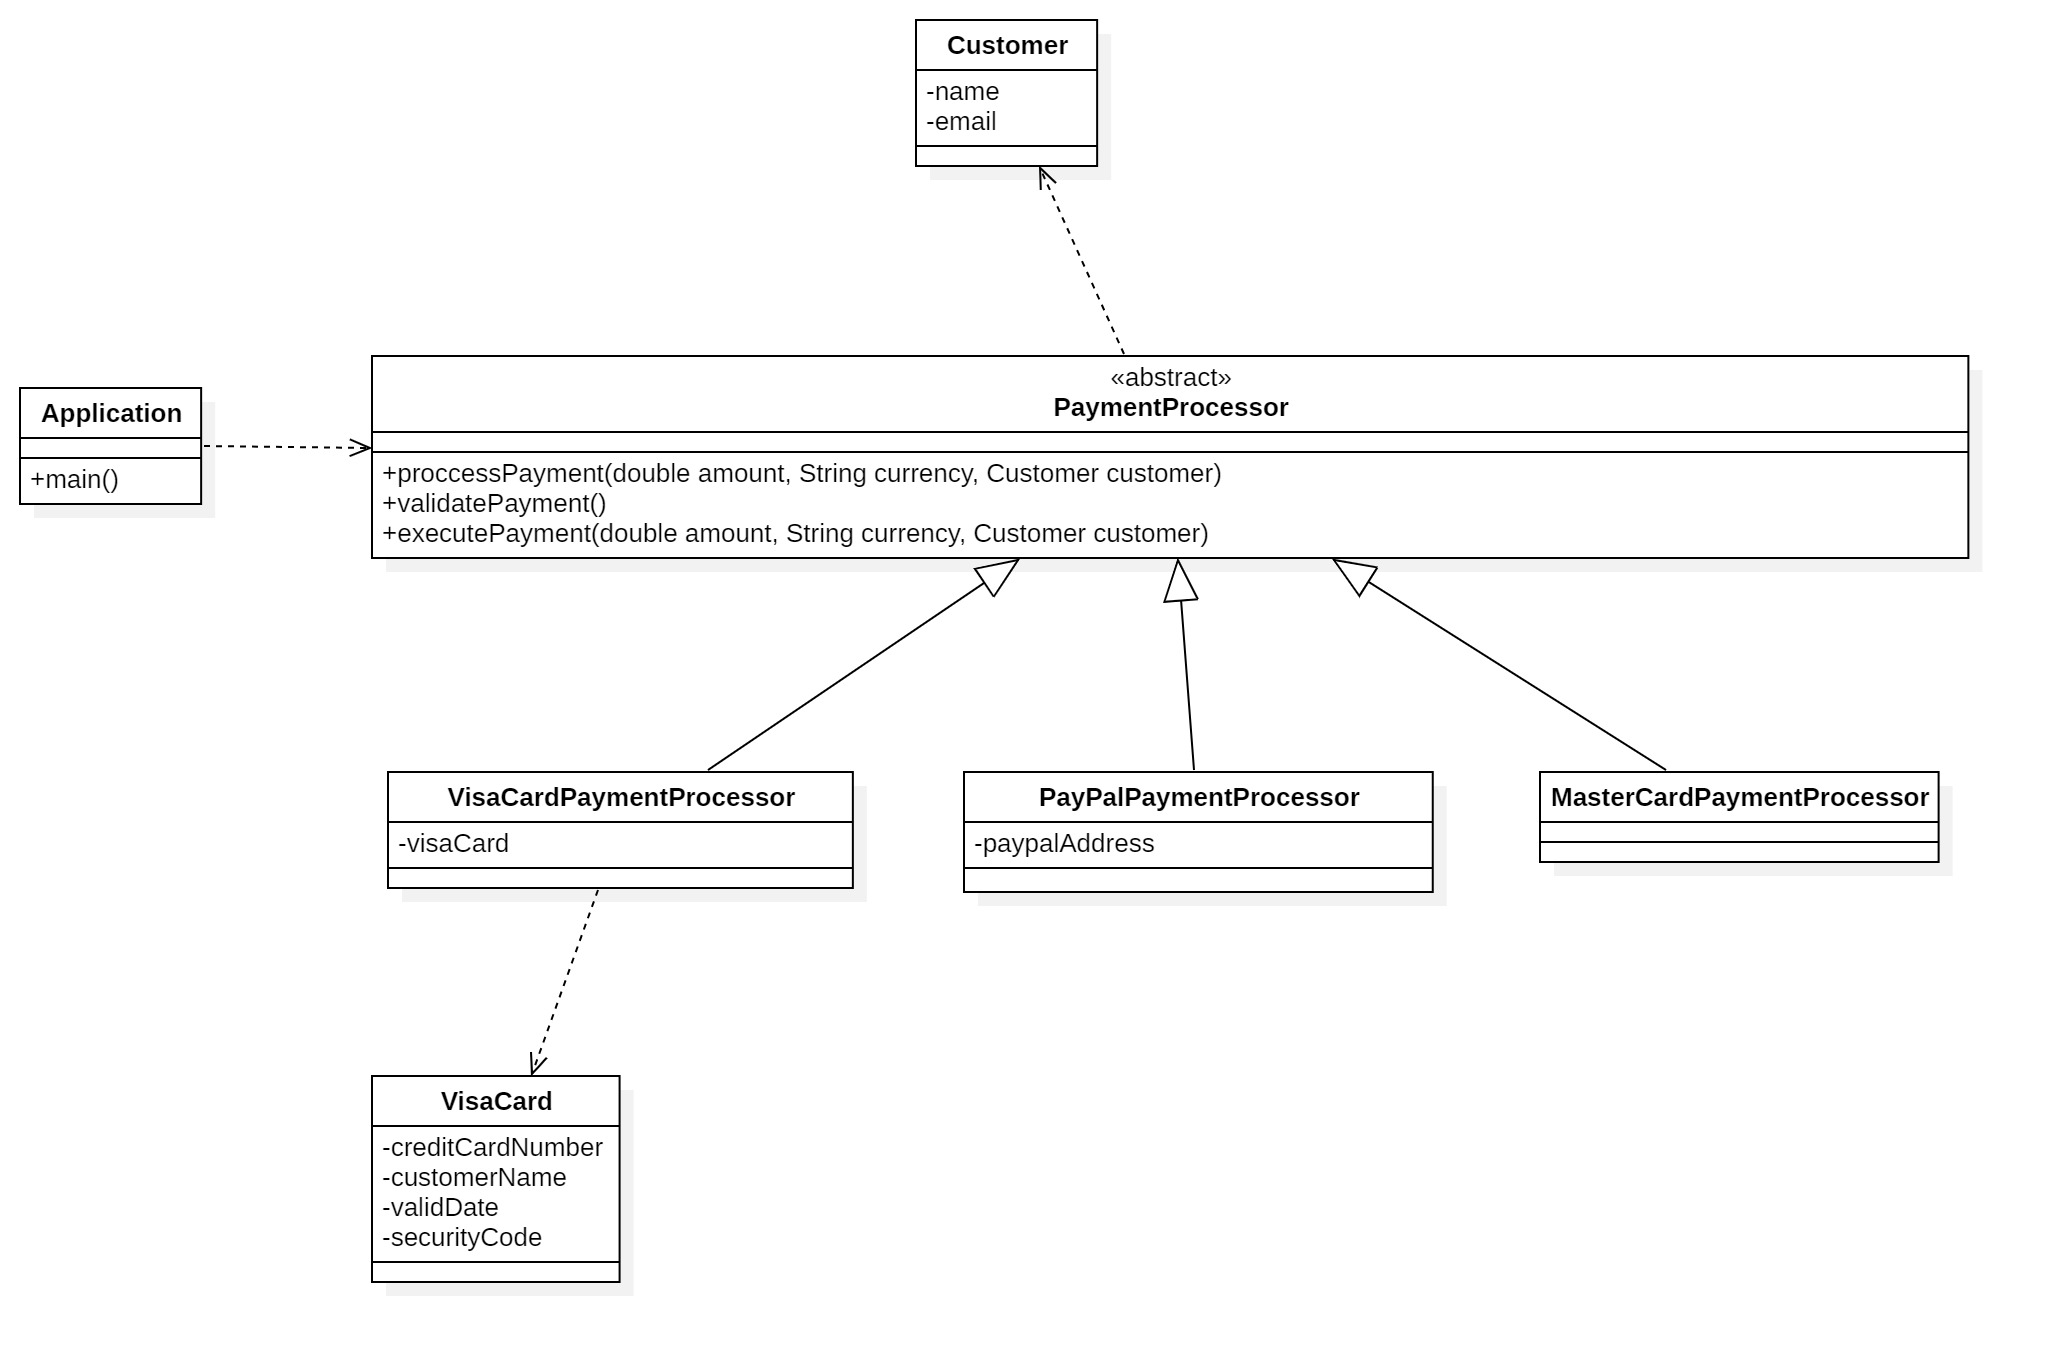 Customer
-name
-email
Application
+main()
«abstract»
PaymentProcessor
+proccessPayment(double amount, String currency, Customer customer)
+validatePayment()
+executePayment(double amount, String currency, Customer customer)
VisaCardPaymentProcessor
-visaCard
PayPalPaymentProcessor
-paypalAddress
MasterCardPaymentProcessor
VisaCard
-creditCardNumber
-customerName
-validDate
-securityCode